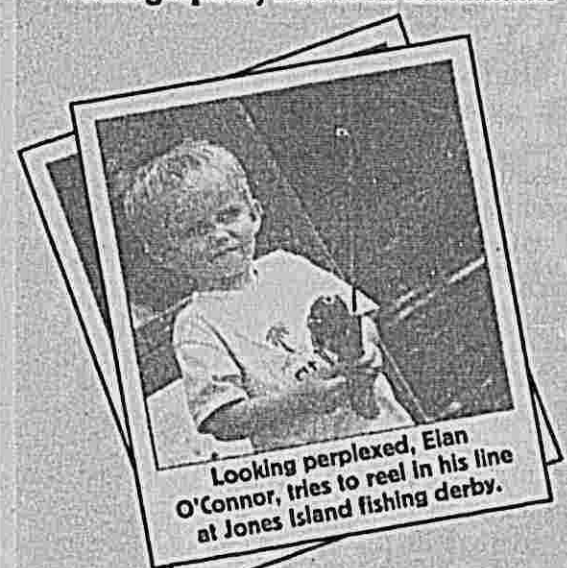 Looking perplexed, Elan
O'Connor, tries to reel in his line
at Jones Island fishing derby.